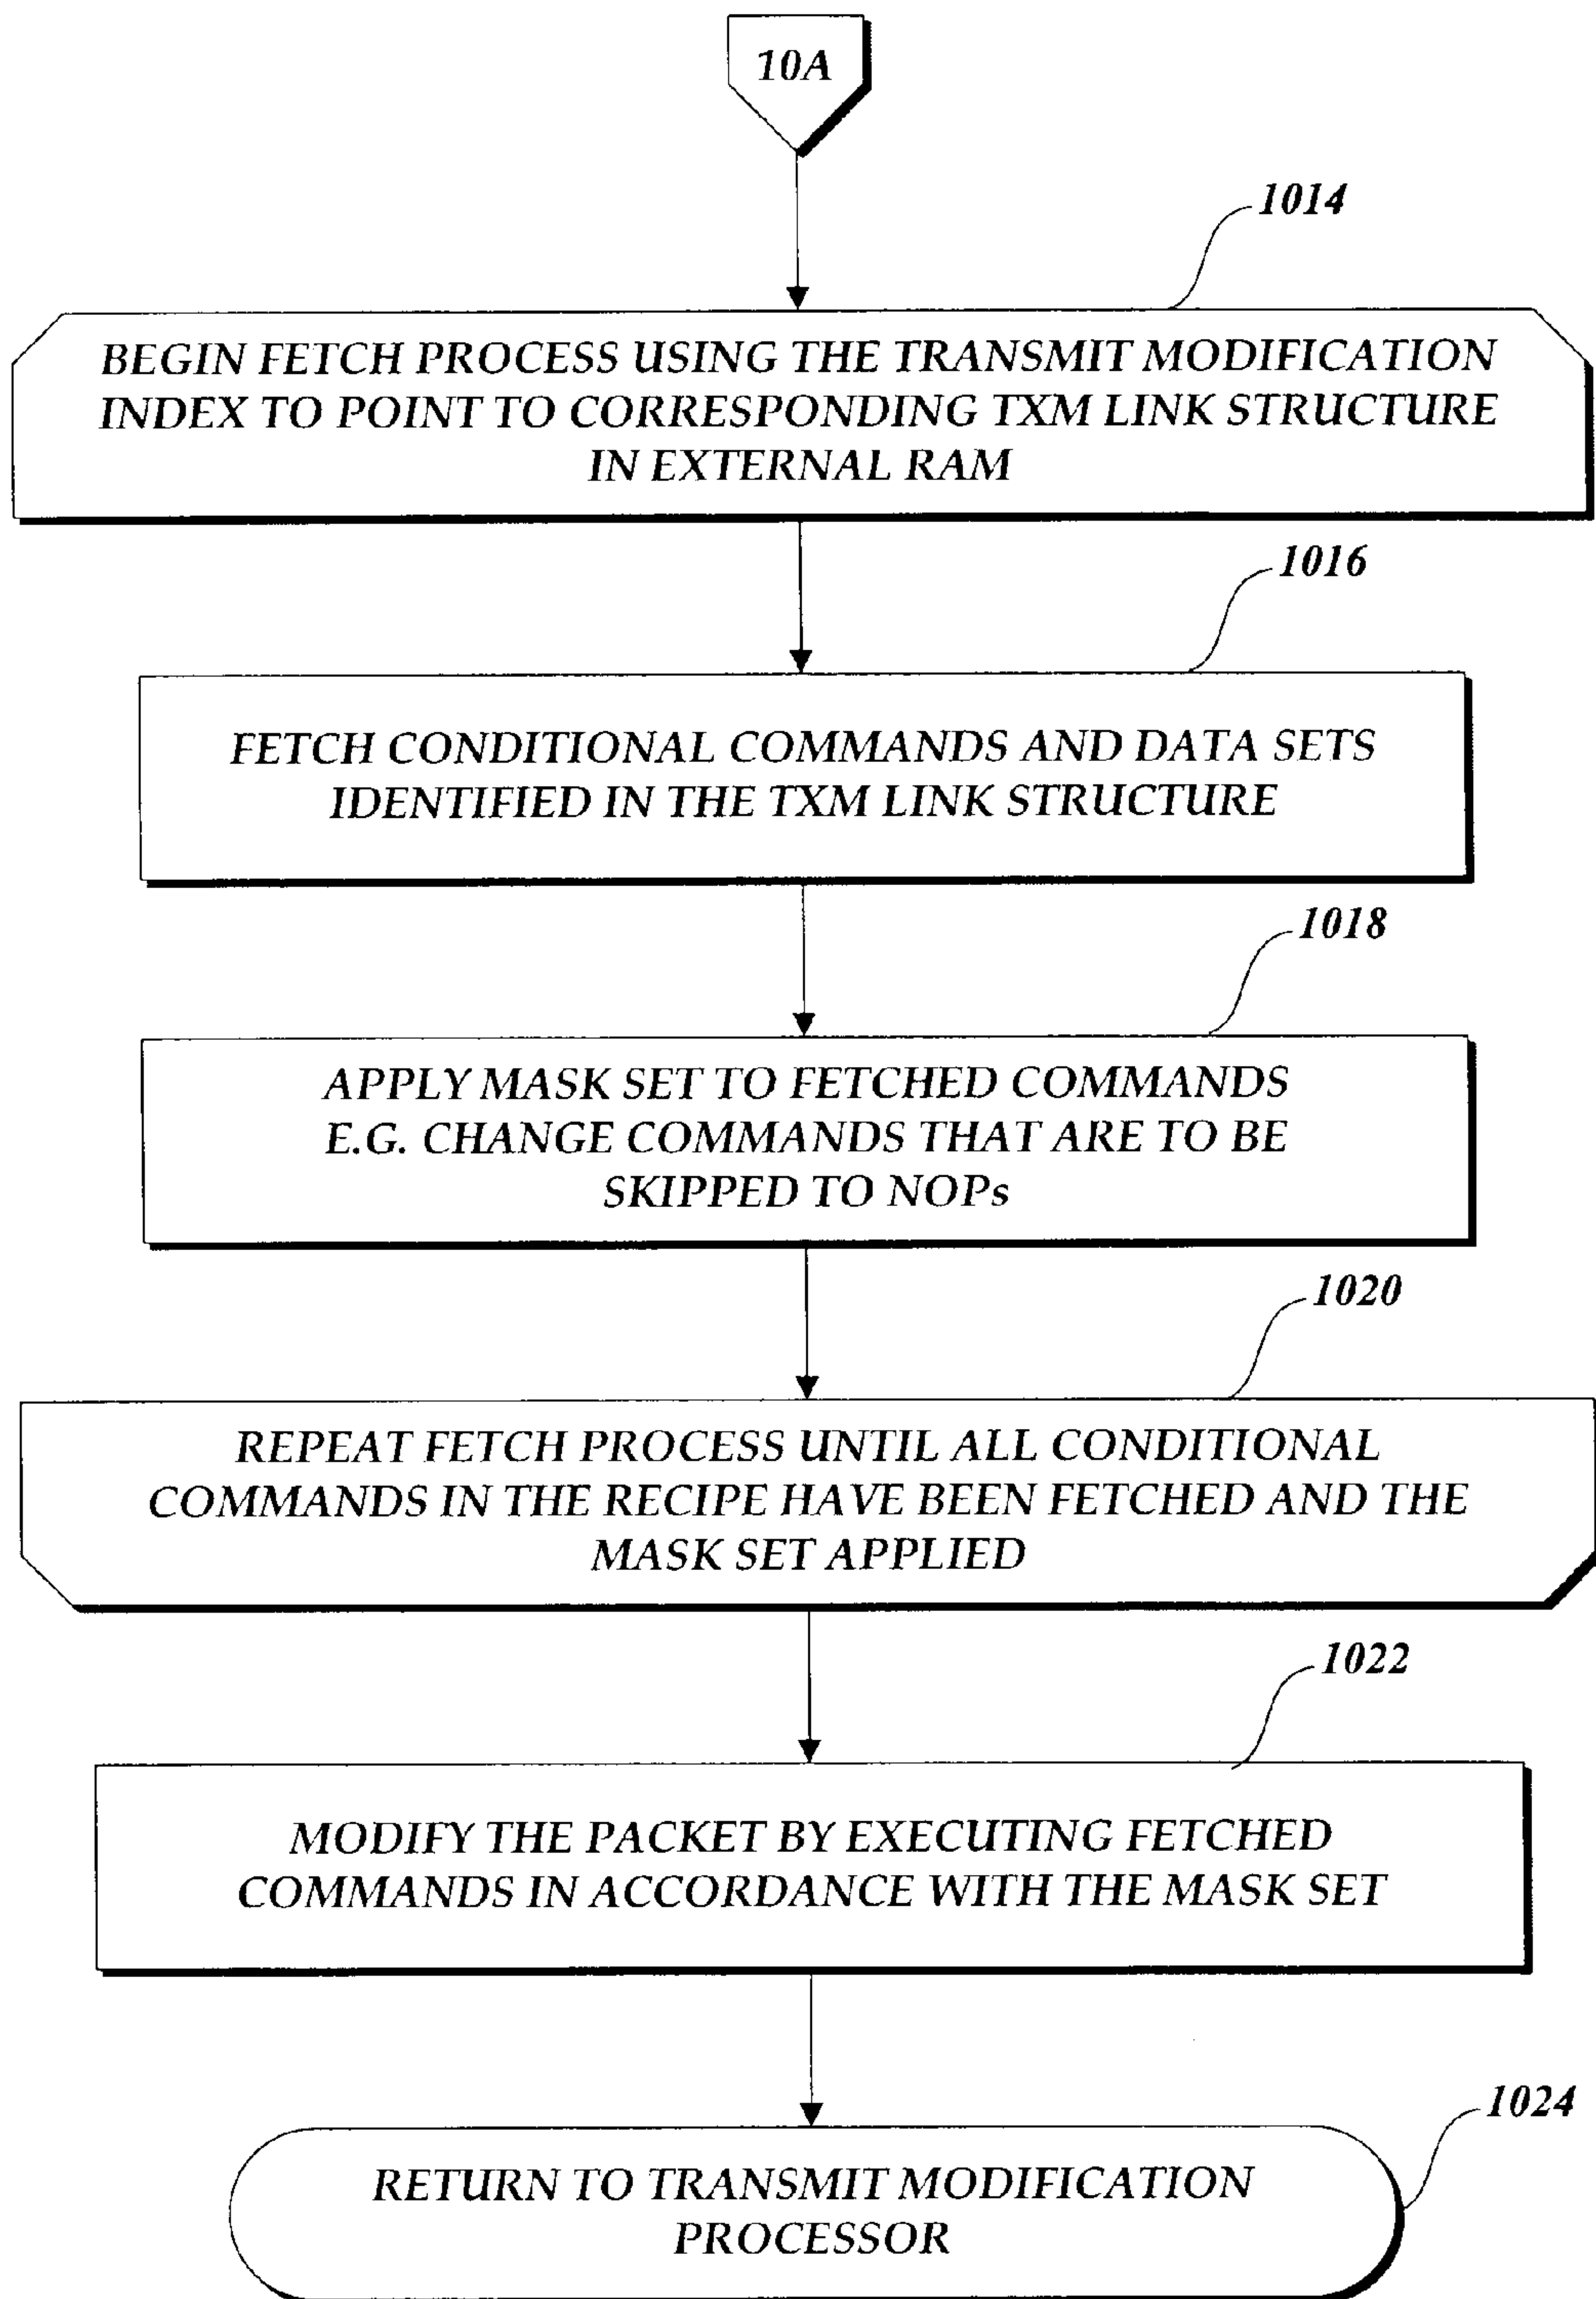 10A
1014
BEGIN FETCH PROCESS USING THE TRANSMIT MODIFICATION
INDEX TO POINT TO CORRESPONDING TXM LINK STRUCTURE
IN EXTERNAL RAM
1016
FETCH CONDITIONAL COMMANDS AND DATA SETS
IDENTIFIED IN THE TXM LINK STRUCTURE
1018
APPLY MASK SET TO FETCHED COMMANDS
E.G. CHANGE COMMANDS THAT ARE TO BE
SKIPPED TO NOPs
1020
REPEAT FETCH PROCESS UNTIL ALL CONDITIONAL
COMMANDS IN THE RECIPE HAVE BEEN FETCHED AND THE
MASK SET APPLIED
1022
MODIFY THE PACKET BY EXECUTING FETCHED
COMMANDS IN ACCORDANCE WITH THE MASK SET
1024
RETURN TO TRANSMIT MODIFICATION
PROCESSOR